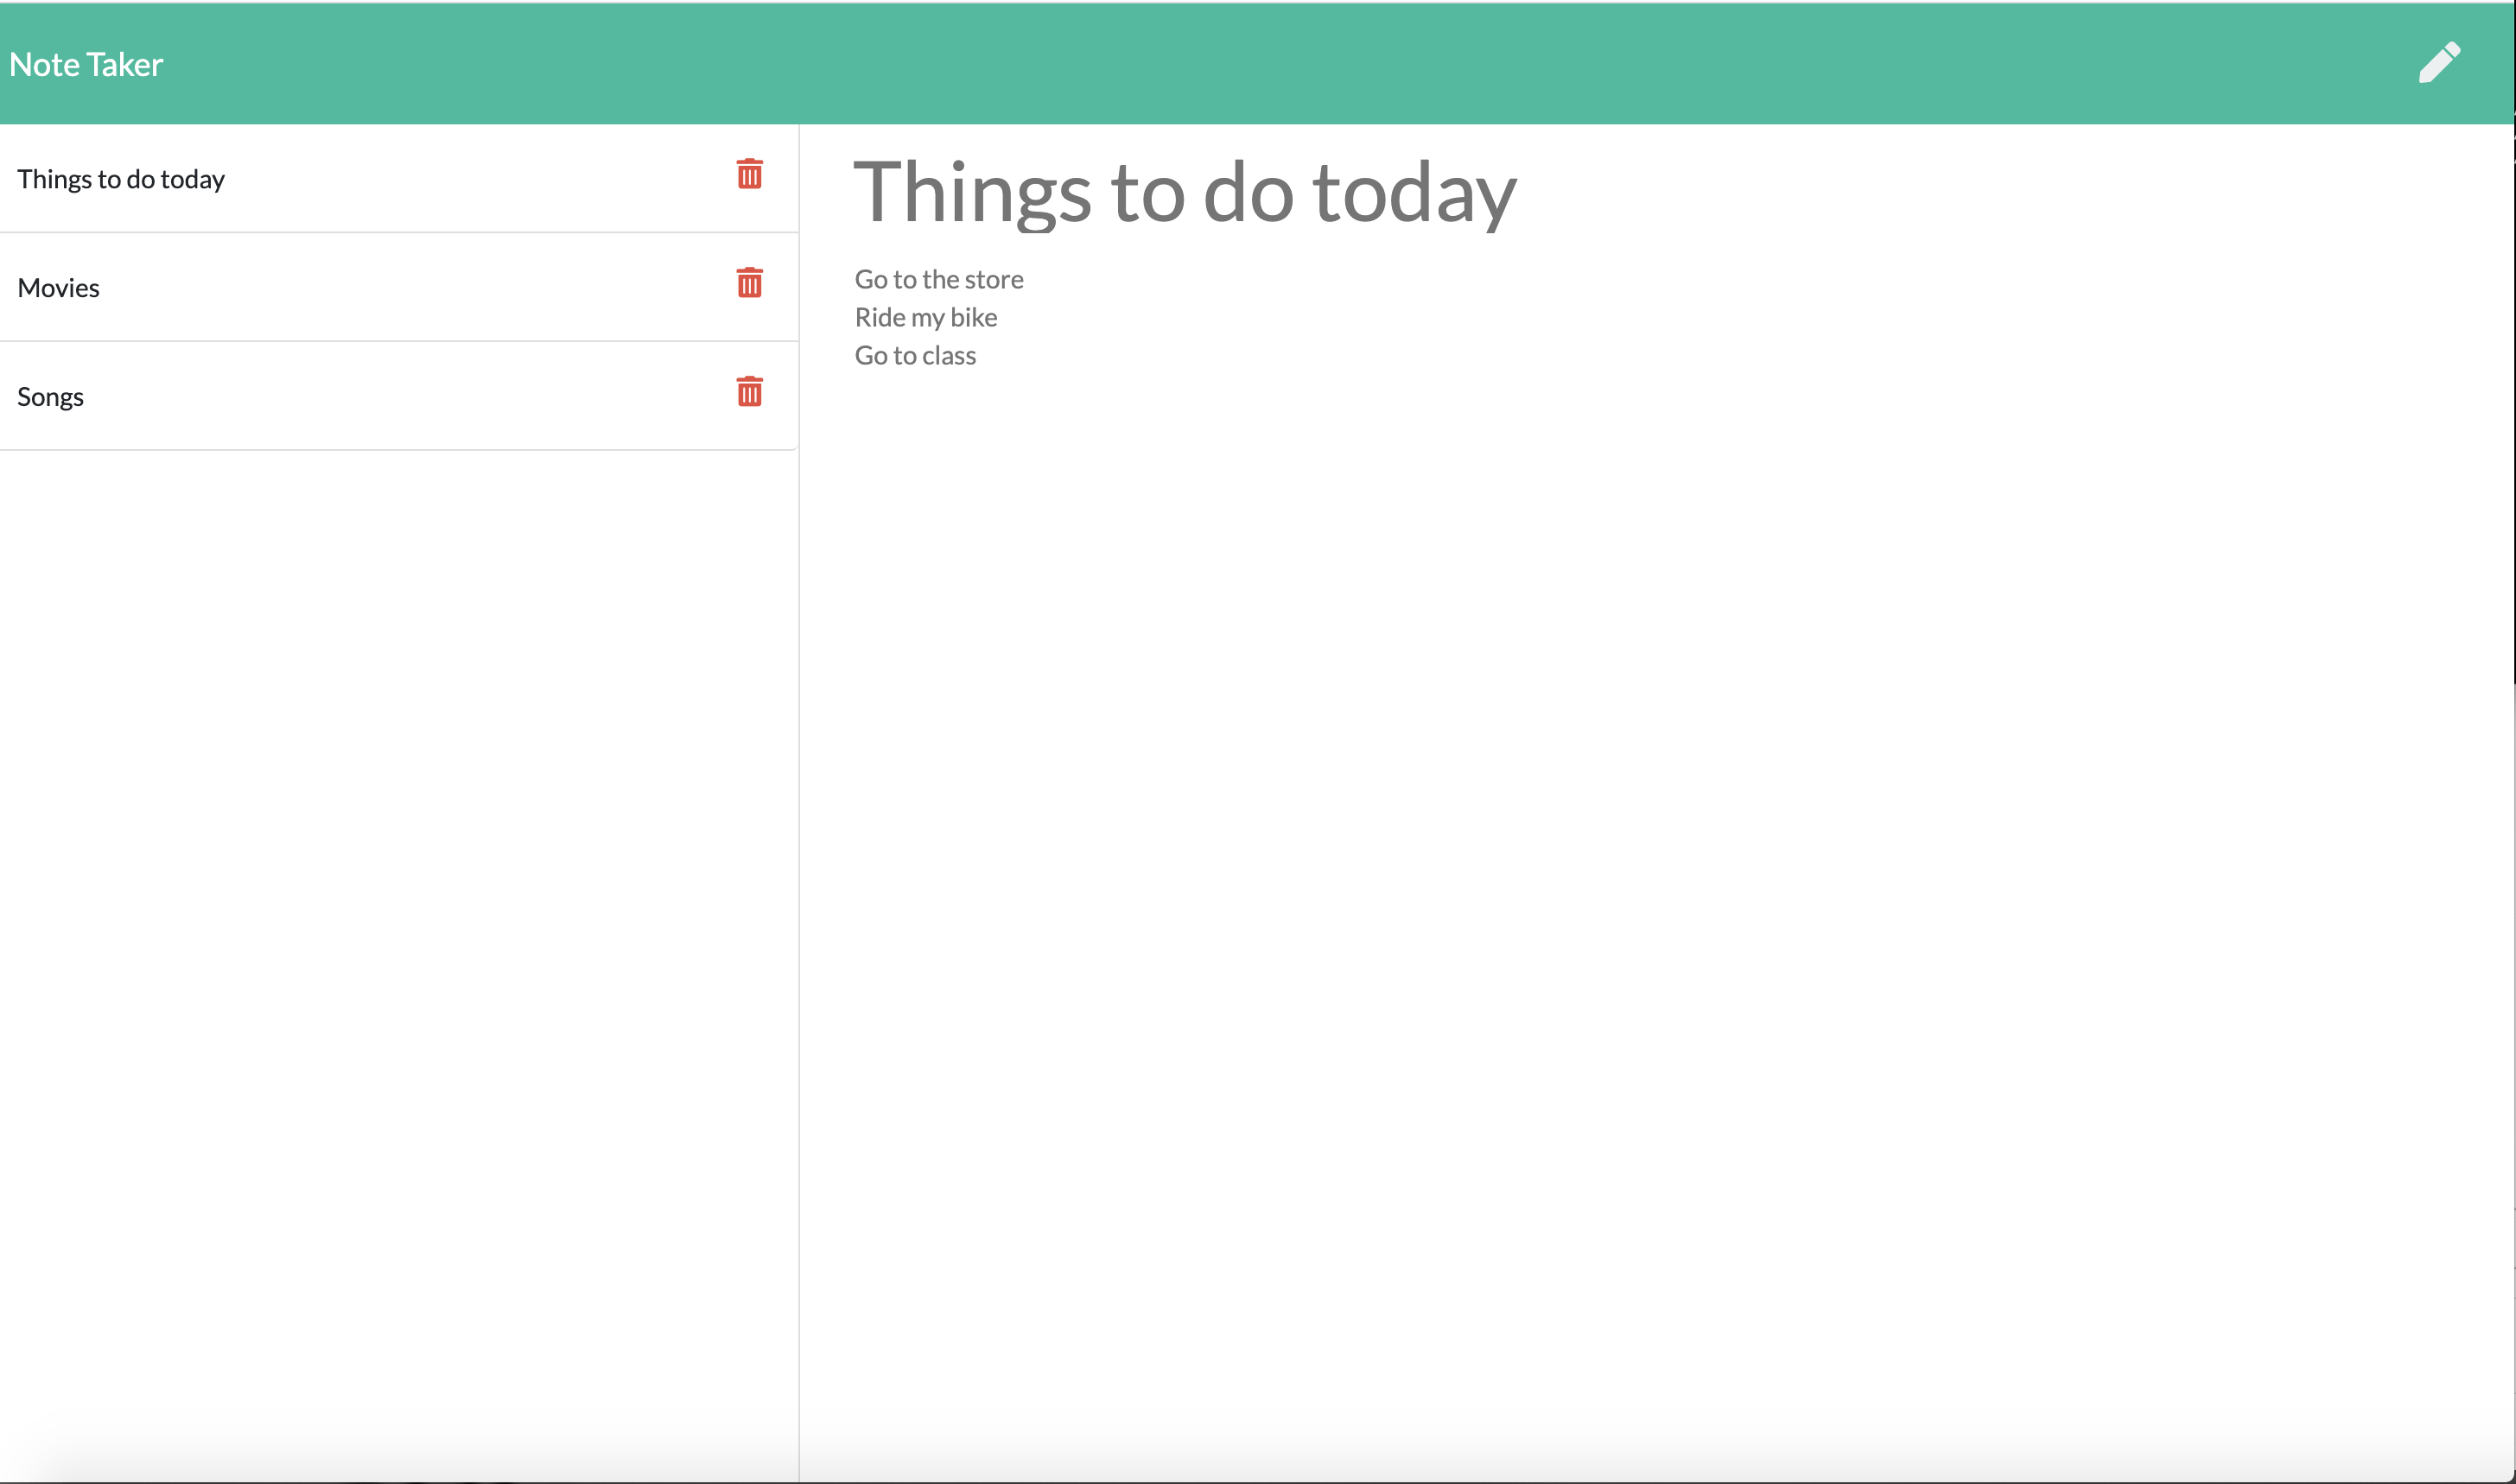 Note Taker
Things to do today
Movies
Songs
Things to do today
Go to the store
Ride my bike
Go to class